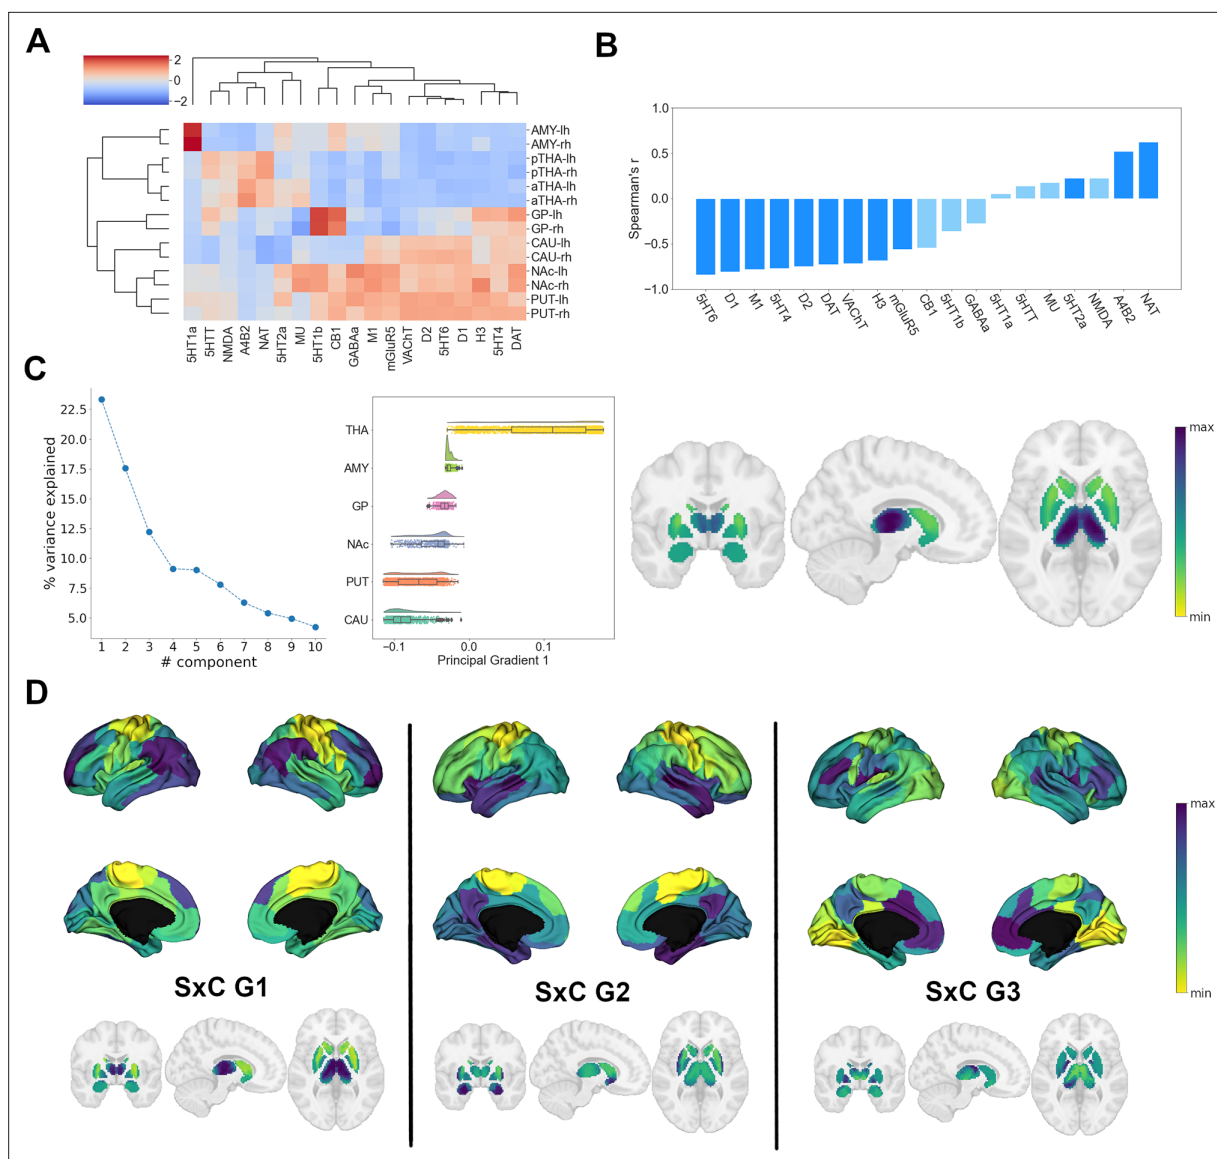 A
2
0
−2
AMY-lh
AMY-rh
pTHA-lh
pTHA-rh
aTHA-lh
aTHA-rh
GP-lh
GP-rh
CAU-lh
CAU-rh
NAc-lh
NAc-rh
PUT-lh
PUT-rh
5HT1a
5HTT
NMDA
A4B2
NAT
5HT2a
MU
5HT1b
CB1
GABAa
M1
mGluR5
VAChT
D2
5HT6
D1
H3
5HT4
DAT
B
1.0
0.5
0.0
−0.5
−1.0
Spearman's r
5HT6
D1
M1
5HT4
D2
DAT
VAChT
H3
mGluR5
CB1
5HT1b
GABAa
5HT1a
5HTT
MU
5HT2a
NMDA
A4B2
NAT
C
% variance explained
22.5
20.0
17.5
15.0
12.5
10.0
7.5
5.0
1 2 3 4 5 6 7 8 9 10
# component
THA
AMY
GP
NAc
PUT
CAU
−0.1 0.0 0.1
Principal Gradient 1
max
min
D
SxC G1
SxC G2
SxC G3
max
min